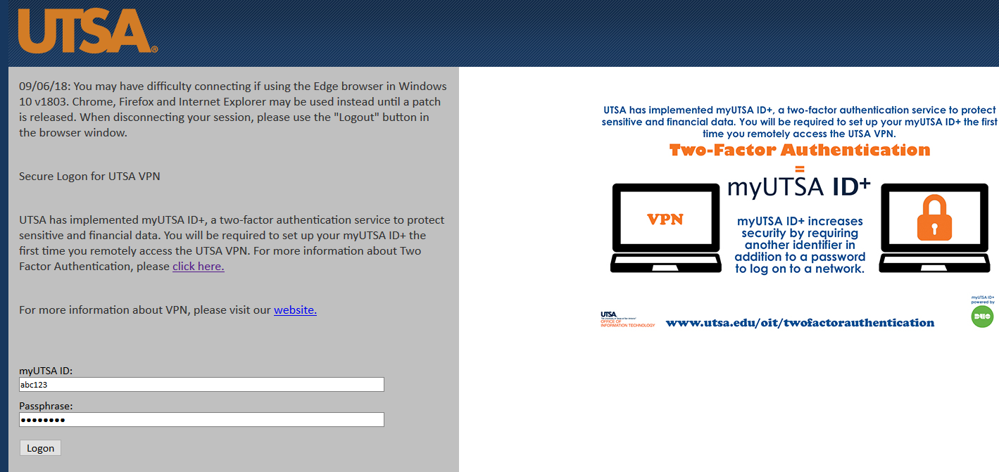 UTSA®
09/06/18: You may have difficulty connecting if using the Edge browser in Windows
10 v1803. Chrome, Firefox and Internet Explorer may be used instead until a patch
is released. When disconnecting your session, please use the "Logout" button in
the browser window.
Secure Logon for UTSA VPN
UTSA has implemented myUTSA ID+, a two-factor authentication service to protect
sensitive and financial data. You will be required to set up your myUTSA ID+ the
first time you remotely access the UTSA VPN. For more information about Two
Factor Authentication, please click here.
For more information about VPN, please visit our website.
myUTSA ID:
abc123
Passphrase:
••••••••
Logon
UTSA has implemented myUTSA ID+, a two-factor authentication service to protect
sensitive and financial data. You will be required to set up your myUTSA ID+ the first
time you remotely access the UTSA VPN.
Two-Factor Authentication
=
myUTSA ID+
VPN
myUTSA ID+ increases
security by requiring
another identifier in
addition to a password
to log on to a network.
UTSA
The University of Texas at San Antonio
OFFICE OF
INFORMATION TECHNOLOGY
www.utsa.edu/oit/twofactorauthentication
myUTSA ID+
powered by
DUO